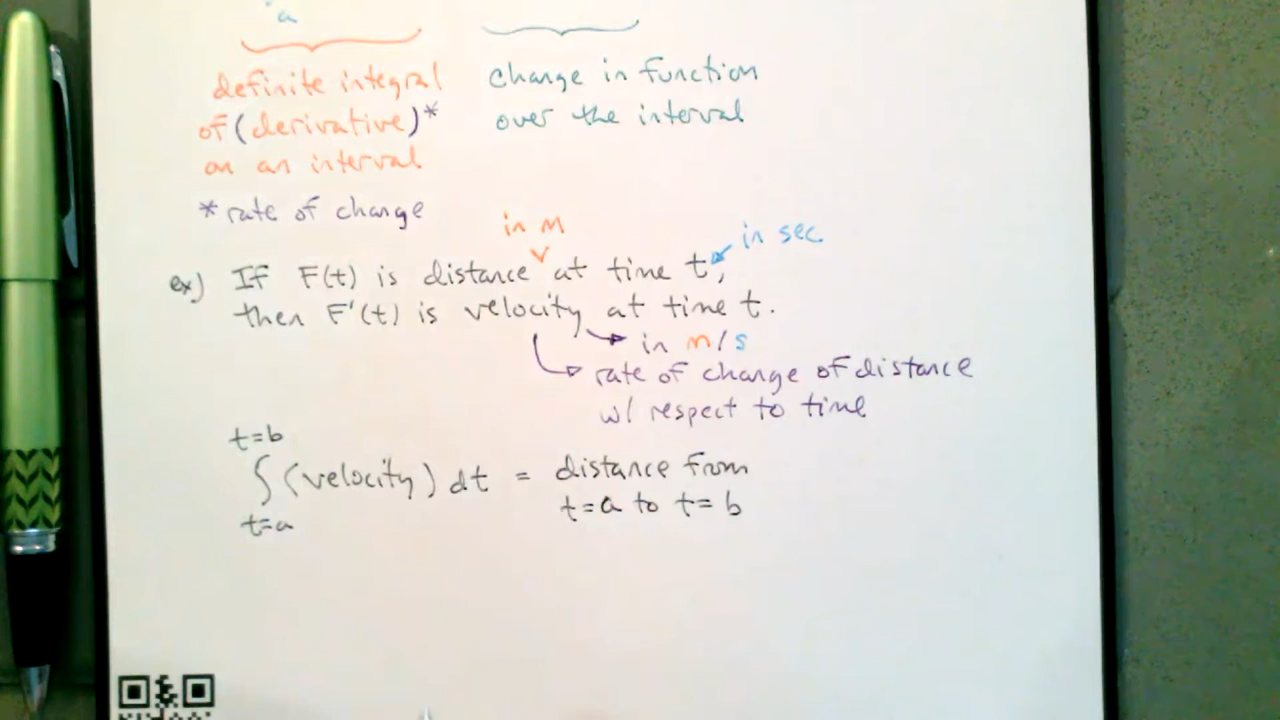 a
definite integral
of (derivative)*
on an interval
change in function
over the interval
* rate of change
in m
in sec
ex) If F(t) is distance at time t,
then F'(t) is velocity at time t.
in m/s
rate of change of distance
w/ respect to time
t=b
∫(velocity) dt = distance from
t=a
t=a to t=b